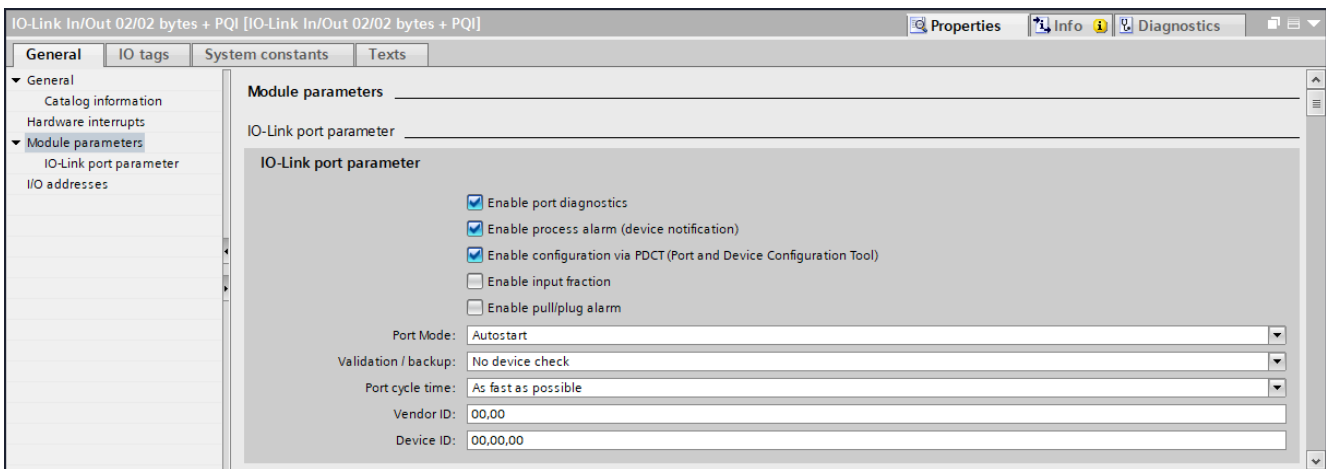 IO-Link In/Out 02/02 bytes + PQI [IO-Link In/Out 02/02 bytes + PQI]
Properties
Info
Diagnostics
General
IO tags
System constants
Texts
General
Catalog information
Hardware interrupts
Module parameters
IO-Link port parameter
I/O addresses
Module parameters
IO-Link port parameter
IO-Link port parameter
Enable port diagnostics
Enable process alarm (device notification)
Enable configuration via PDCT (Port and Device Configuration Tool)
Enable input fraction
Enable pull/plug alarm
Port Mode: Autostart
Validation / backup: No device check
Port cycle time: As fast as possible
Vendor ID: 00,00
Device ID: 00,00,00